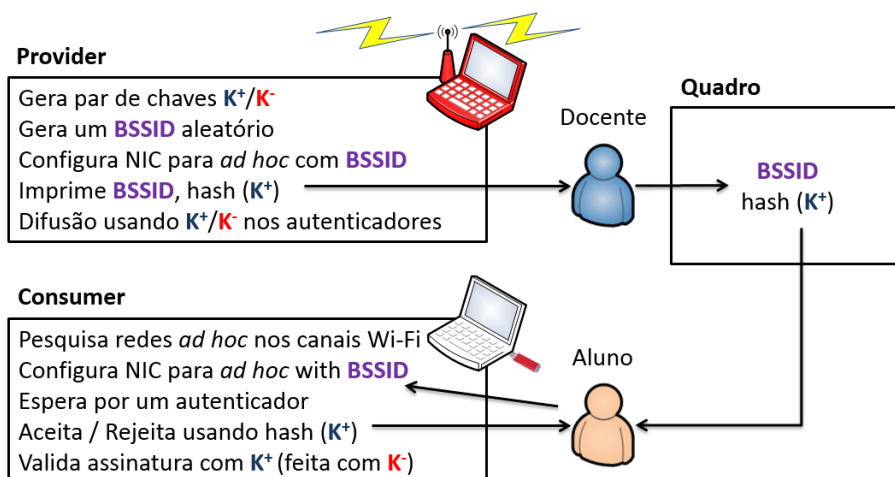 Provider
Gera par de chaves K+/K-
Gera um BSSID aleatório
Configura NIC para ad hoc com BSSID
Imprime BSSID, hash (K+)
Difusão usando K+/K- nos autenticadores
Docente
Quadro
BSSID
hash (K+)
Consumer
Pesquisa redes ad hoc nos canais Wi-Fi
Configura NIC para ad hoc with BSSID
Espera por um autenticador
Aceita / Rejeita usando hash (K+)
Valida assinatura com K+ (feita com K-)
Aluno